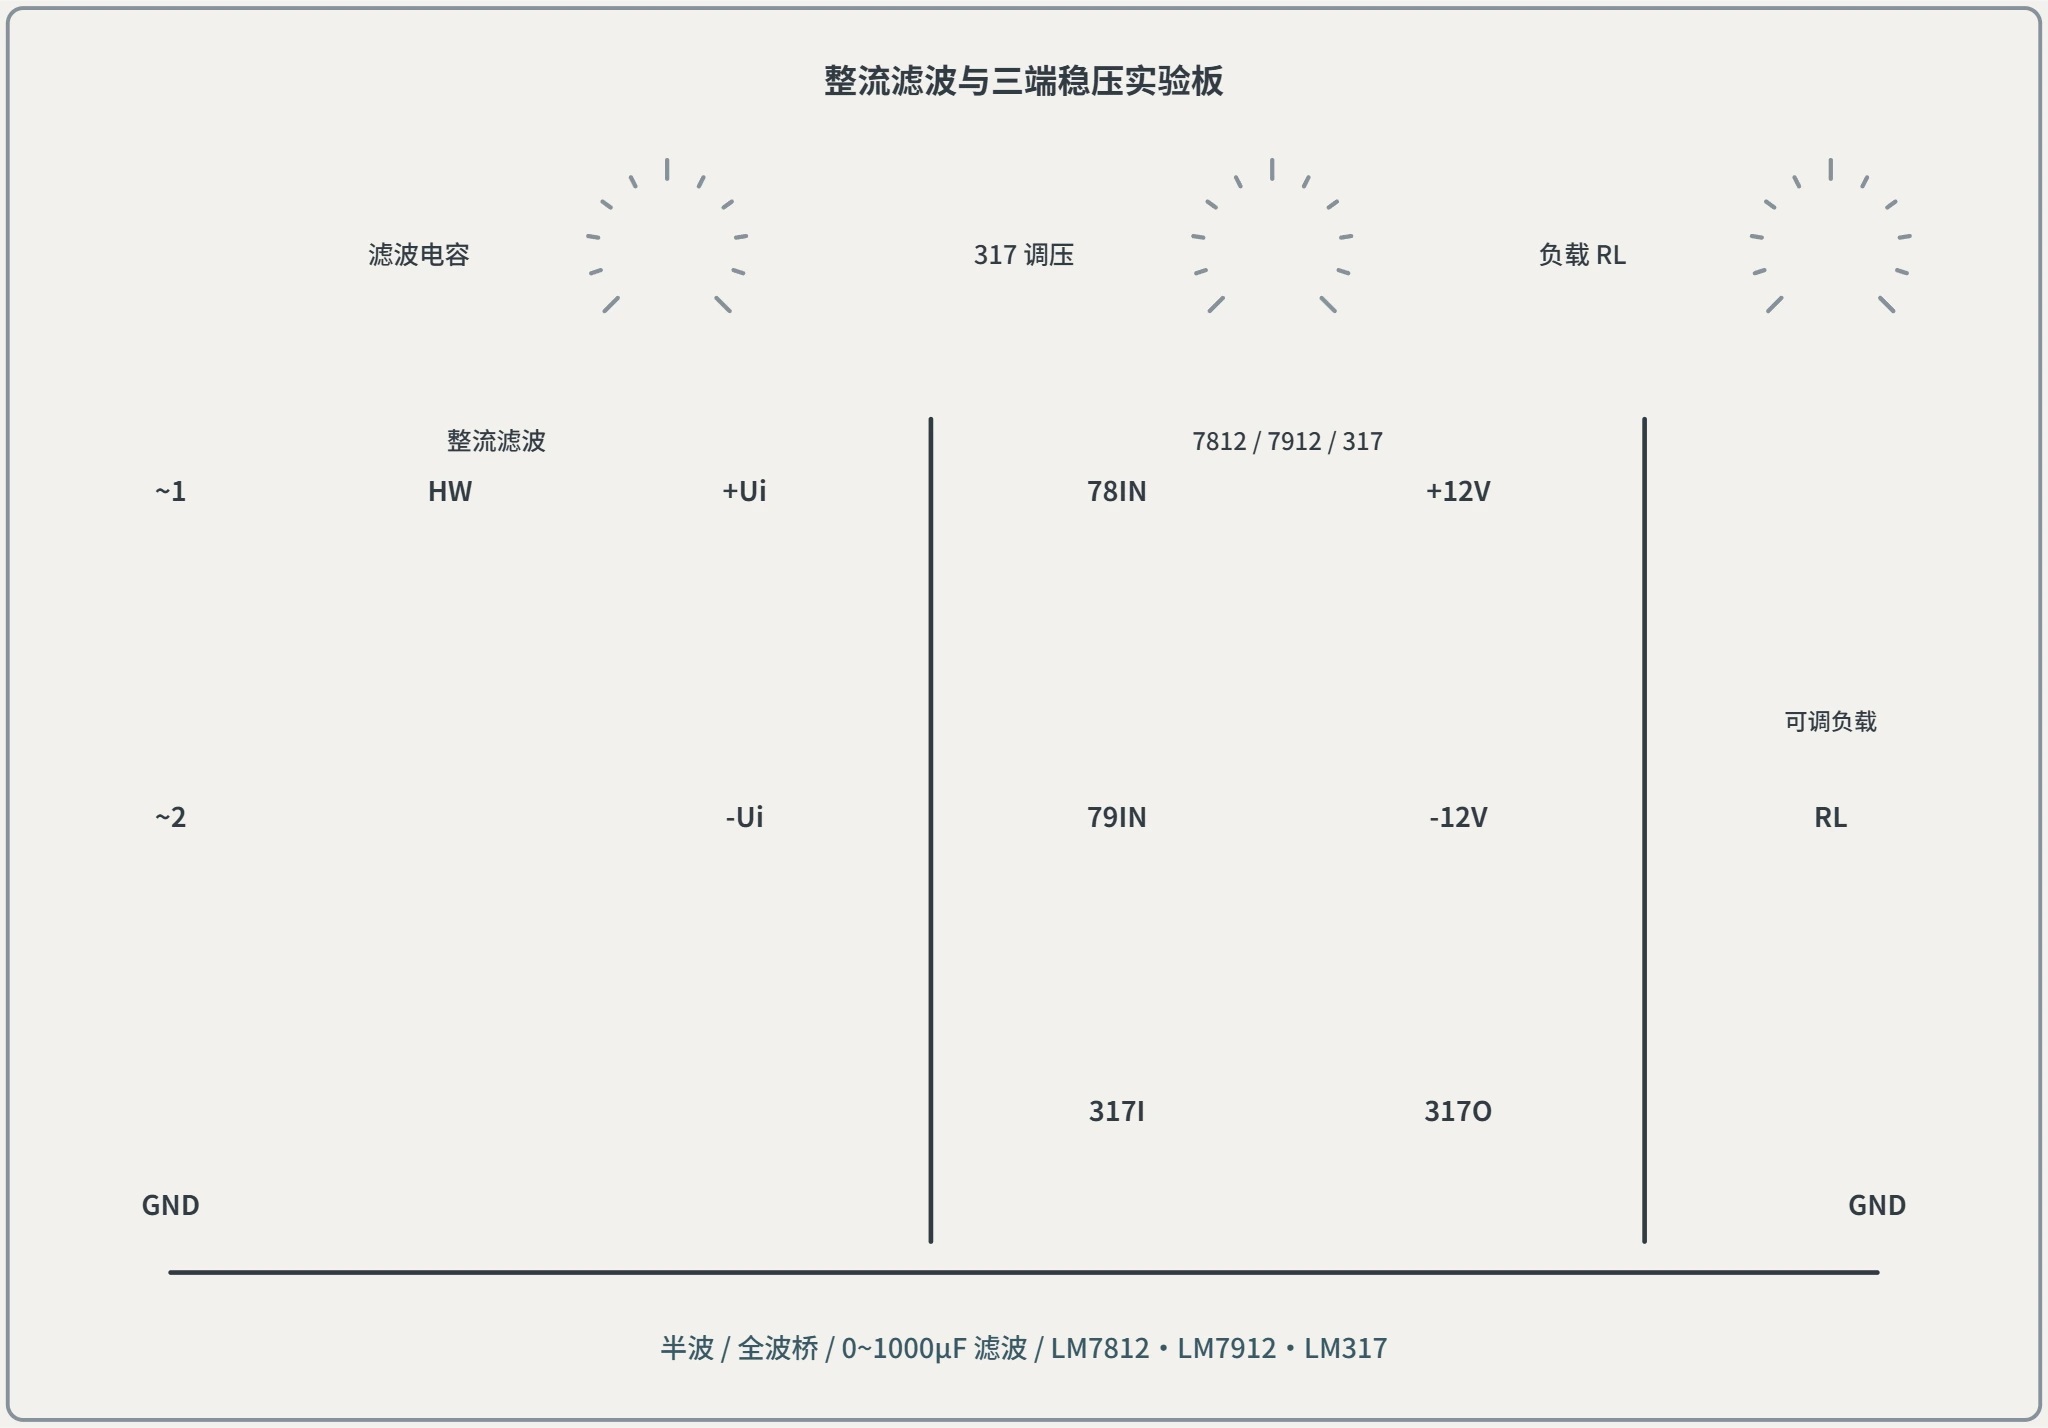 整流滤波与三端稳压实验板
滤波电容
317 调压
负载 RL
整流滤波
7812 / 7912 / 317
~1
HW
+Ui
78IN
+12V
可调负载
~2
-Ui
79IN
-12V
RL
317I
317O
GND
GND
半波 / 全波桥 / 0~1000µF 滤波 / LM7812・LM7912・LM317